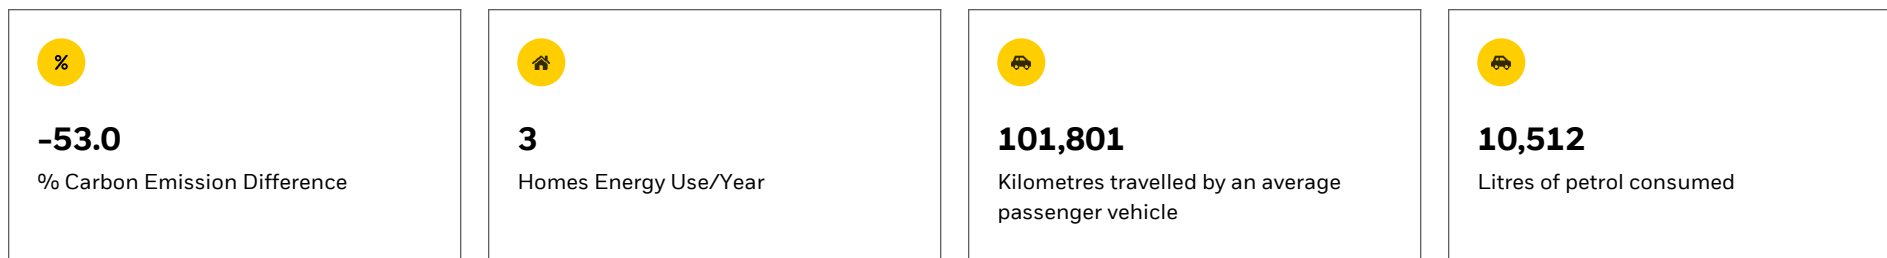 %
-53.0
% Carbon Emission Difference
3
Homes Energy Use/Year
101,801
Kilometres travelled by an average
passenger vehicle
10,512
Litres of petrol consumed